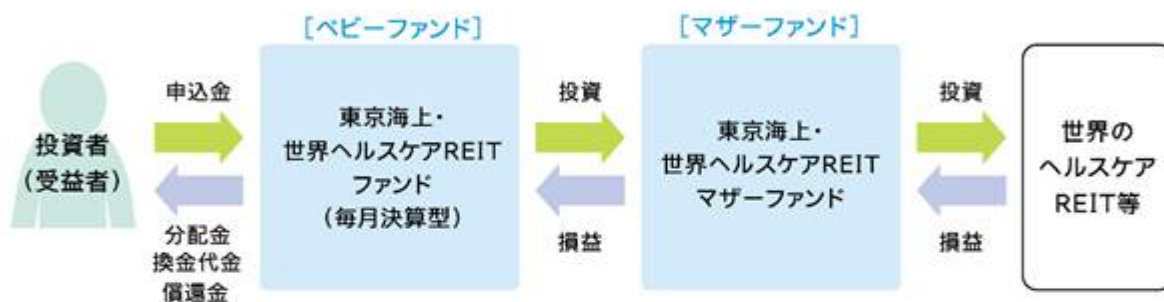 [ベビーファンド]
[マザーファンド]
投資者
(受益者)
申込金
分配金
換金代金
償還金
東京海上・
世界ヘルスケアREIT
ファンド
(毎月決算型)
投資
損益
東京海上・
世界ヘルスケアREIT
マザーファンド
投資
損益
世界の
ヘルスケア
REIT等